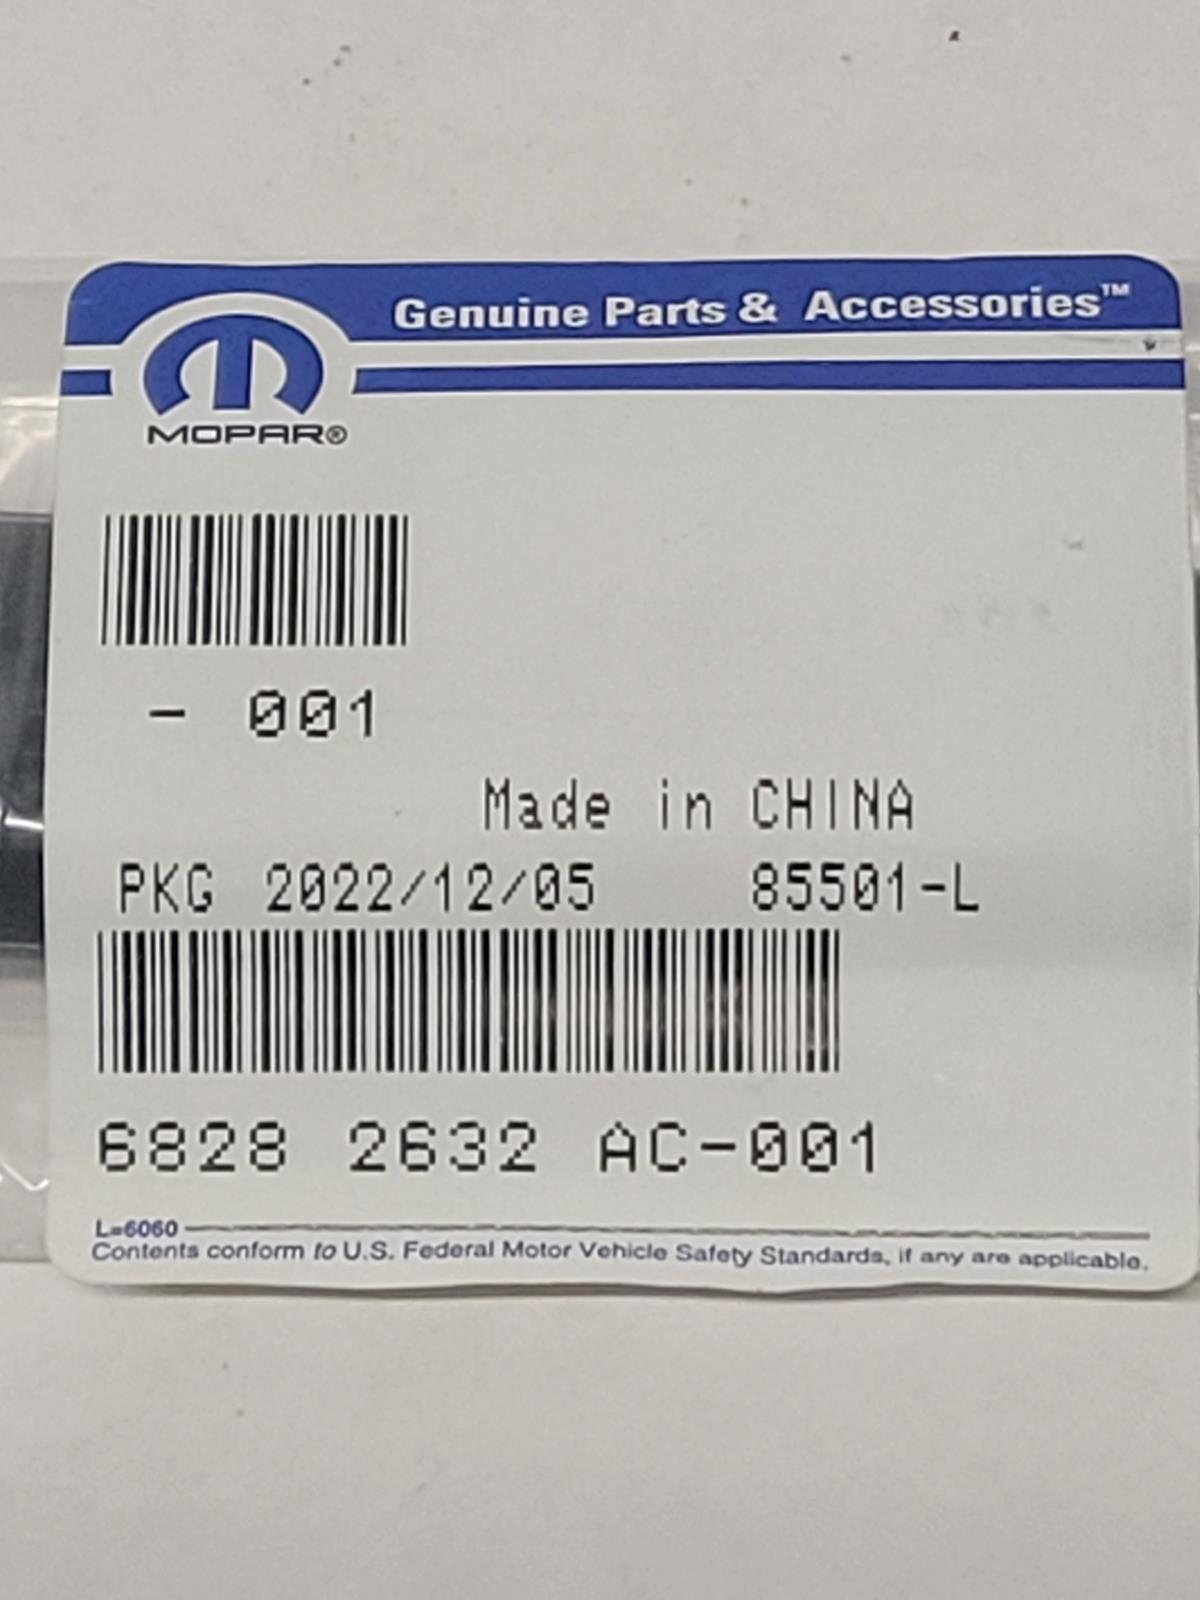 Genuine Parts & Accessories™
MOPAR®
- 001
Made in CHINA
PKG 2022/12/05 85501-L
6828 2632 AC-001
L=6060
Contents conform to U.S. Federal Motor Vehicle Safety Standards, if any are applicable.